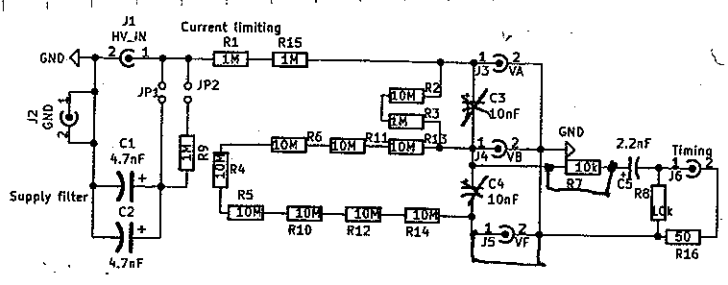 J1
HV_IN
Current limiting
R1
R15
GND
2
1
1M
1M
1
2
J3
VA
JP1
JP2
10M
R2
C3
10nF
1M
R3
J2
GND
1
2
C1
4.7nF
+
1M
R9
10M
R6
10M
R11
10M
R13
1
2
J4
VB
GND
2.2nF
Timing
10M
R4
10k
R7
+
C5
1
2
J6
Supply filter
C2
+
4.7nF
C4
10nF
R8
10k
R5
10M
10M
10M
10M
R10
R12
R14
1
2
J5
VF
50
R16